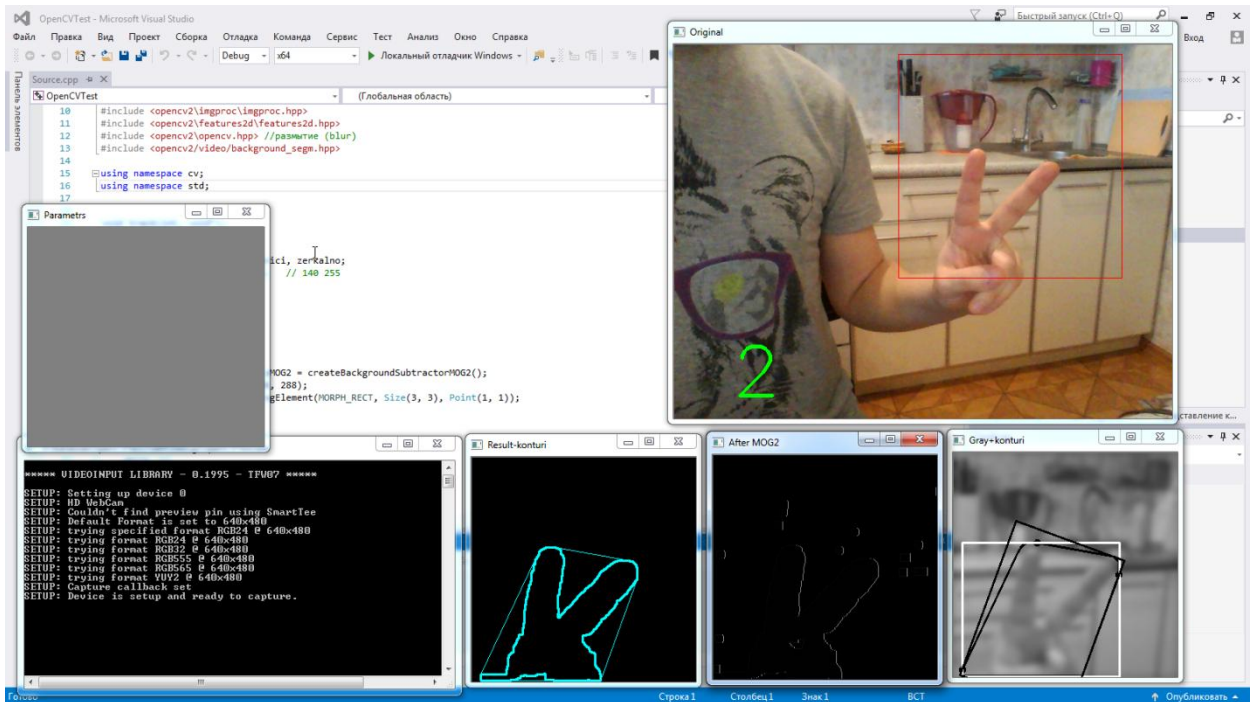 OpenCVTest - Microsoft Visual Studio
Быстрый запуск (Ctrl+Q)
Файл Правка Вид Проект Сборка Отладка Команда Сервис Тест Анализ Окно Справка
Вход
Debug x64 Локальный отладчик Windows
Панель элементов
Source.cpp
OpenCVTest (Глобальная область)
10 #include <opencv2\imgproc\imgproc.hpp>
11 #include <opencv2\features2d\features2d.hpp>
12 #include <opencv2\opencv.hpp> //размытие (blur)
13 #include <opencv2/video/background_segm.hpp>
14
15 using namespace cv;
16 using namespace std;
17
ici, zerkalno;
// 140 255
MOG2 = createBackgroundSubtractorMOG2();
, 288);
gElement(MORPH_RECT, Size(3, 3), Point(1, 1));
Parametrs
Original
2
ставление к...
***** VIDEOINPUT LIBRARY - 0.1995 - TFW07 *****
SETUP: Setting up device 0
SETUP: HD WebCam
SETUP: Couldn't find preview pin using SmartTee
SETUP: Default Format is set to 640x480
SETUP: trying specified format RGB24 @ 640x480
SETUP: trying format RGB24 @ 640x480
SETUP: trying format RGB32 @ 640x480
SETUP: trying format RGB555 @ 640x480
SETUP: trying format RGB565 @ 640x480
SETUP: trying format YUY2 @ 640x480
SETUP: Capture callback set
SETUP: Device is setup and ready to capture.
Result-konturi
After MOG2
Gray+konturi
Готово Строка 1 Столбец 1 Знак 1 ВСТ Опубликовать